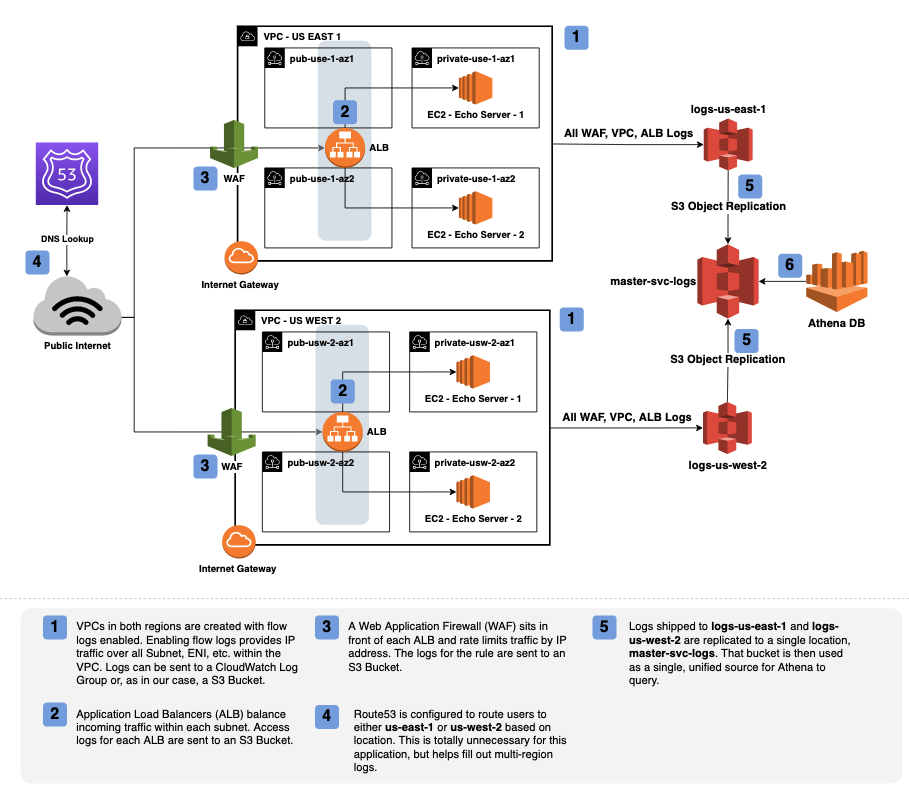 VPC - US EAST 1
1
pub-use-1-az1
private-use-1-az1
2
EC2 - Echo Server - 1
ALB
3
WAF
pub-use-1-az2
private-use-1-az2
EC2 - Echo Server - 2
Internet Gateway
53
DNS Lookup
4
Public Internet
All WAF, VPC, ALB Logs
logs-us-east-1
5
S3 Object Replication
master-svc-logs
6
Athena DB
5
S3 Object Replication
VPC - US WEST 2
1
pub-usw-2-az1
private-usw-2-az1
2
EC2 - Echo Server - 1
ALB
3
WAF
pub-usw-2-az2
private-usw-2-az2
EC2 - Echo Server - 2
Internet Gateway
All WAF, VPC, ALB Logs
logs-us-west-2
1
VPCs in both regions are created with flow
logs enabled. Enabling flow logs provides IP
traffic over all Subnet, ENI, etc. within the
VPC. Logs can be sent to a CloudWatch Log
Group or, as in our case, a S3 Bucket.
2
Application Load Balancers (ALB) balance
incoming traffic within each subnet. Access
logs for each ALB are sent to an S3 Bucket.
3
A Web Application Firewall (WAF) sits in
front of each ALB and rate limits traffic by IP
address. The logs for the rule are sent to an
S3 Bucket.
4
Route53 is configured to route users to
either us-east-1 or us-west-2 based on
location. This is totally unnecessary for this
application, but helps fill out multi-region
logs.
5
Logs shipped to logs-us-east-1 and logs-
us-west-2 are replicated to a single location,
master-svc-logs. That bucket is then used
as a single, unified source for Athena to
query.